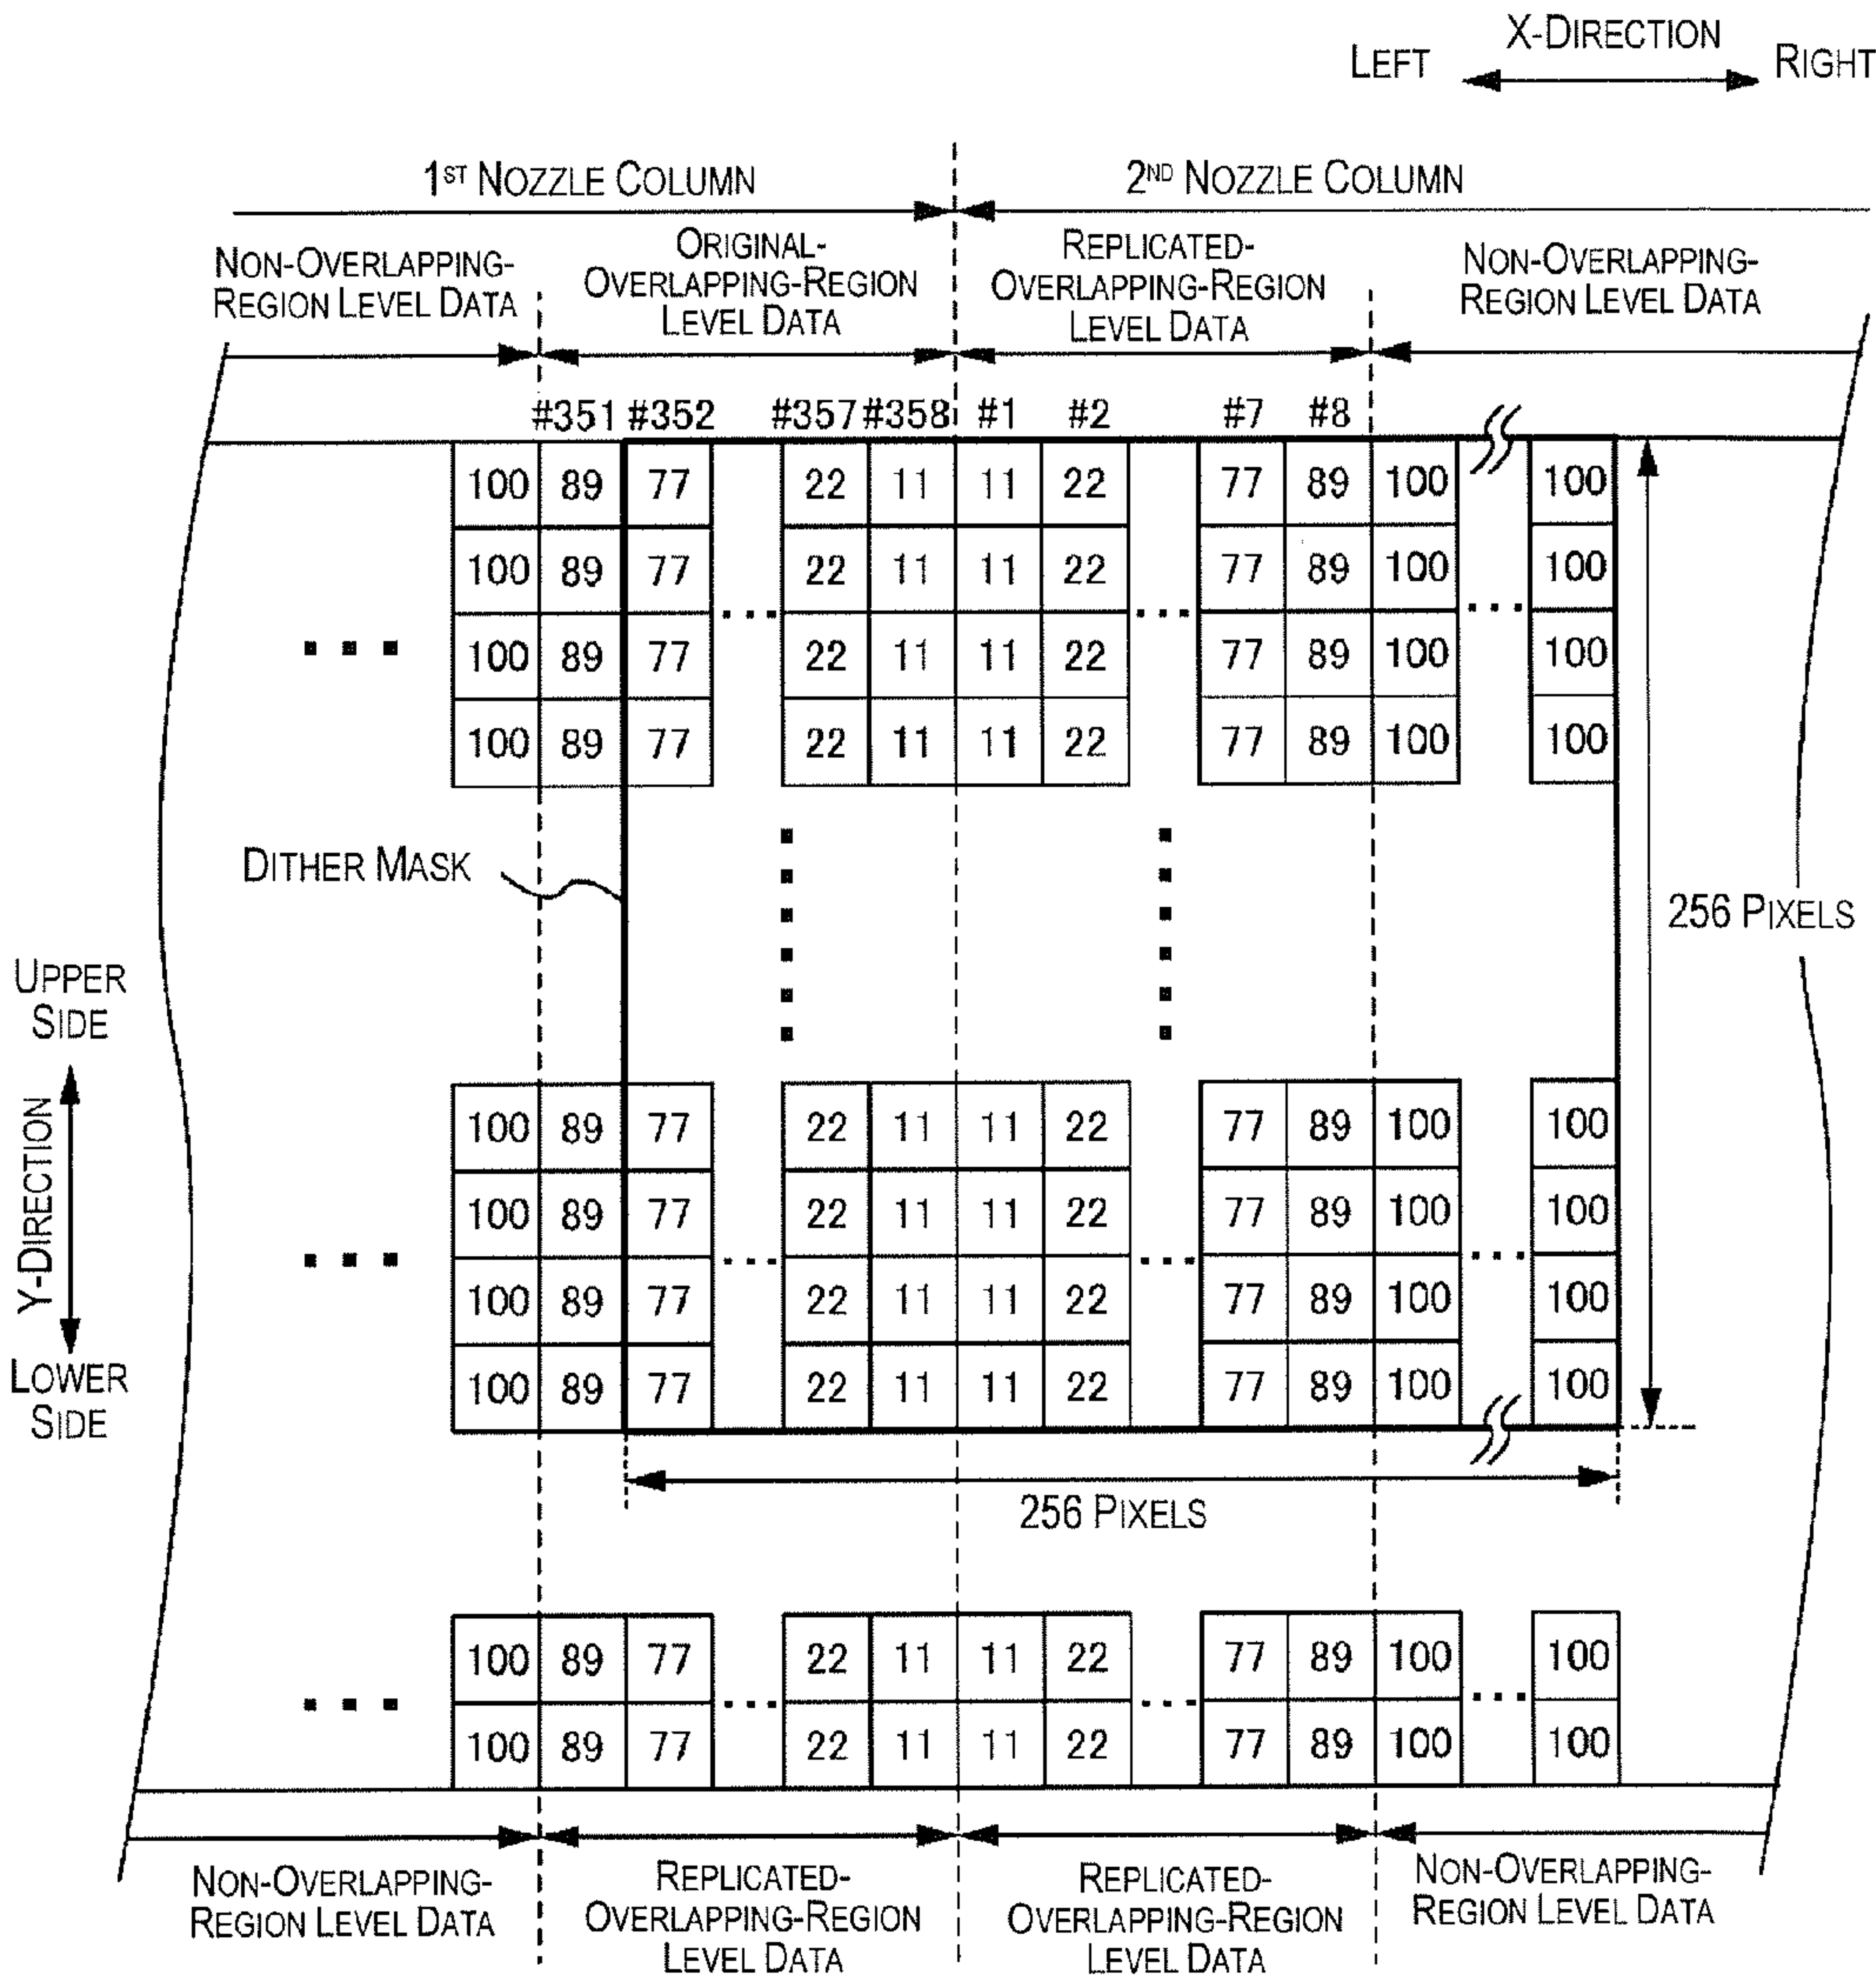 X-DIRECTION
LEFT RIGHT
1ST NOZZLE COLUMN 2ND NOZZLE COLUMN
NON-OVERLAPPING-
REGION LEVEL DATA
ORIGINAL-
OVERLAPPING-REGION
LEVEL DATA
REPLICATED-
OVERLAPPING-REGION
LEVEL DATA
NON-OVERLAPPING-
REGION LEVEL DATA
#351 #352 #357 #358 #1 #2 #7 #8
100 89 77 22 11 11 22 77 89 100 100
100 89 77 22 11 11 22 77 89 100 100
... 100 89 77 ... 22 11 11 22 ... 77 89 100 ... 100
100 89 77 22 11 11 22 77 89 100 100
DITHER MASK
256 PIXELS
UPPER
SIDE
Y-DIRECTION
LOWER
SIDE
100 89 77 22 11 11 22 77 89 100 100
100 89 77 22 11 11 22 77 89 100 100
... 100 89 77 ... 22 11 11 22 ... 77 89 100 ... 100
100 89 77 22 11 11 22 77 89 100 100
256 PIXELS
100 89 77 22 11 11 22 77 89 100 100
... 100 89 77 ... 22 11 11 22 ... 77 89 100 ... 100
NON-OVERLAPPING-
REGION LEVEL DATA
REPLICATED-
OVERLAPPING-REGION
LEVEL DATA
REPLICATED-
OVERLAPPING-REGION
LEVEL DATA
NON-OVERLAPPING-
REGION LEVEL DATA